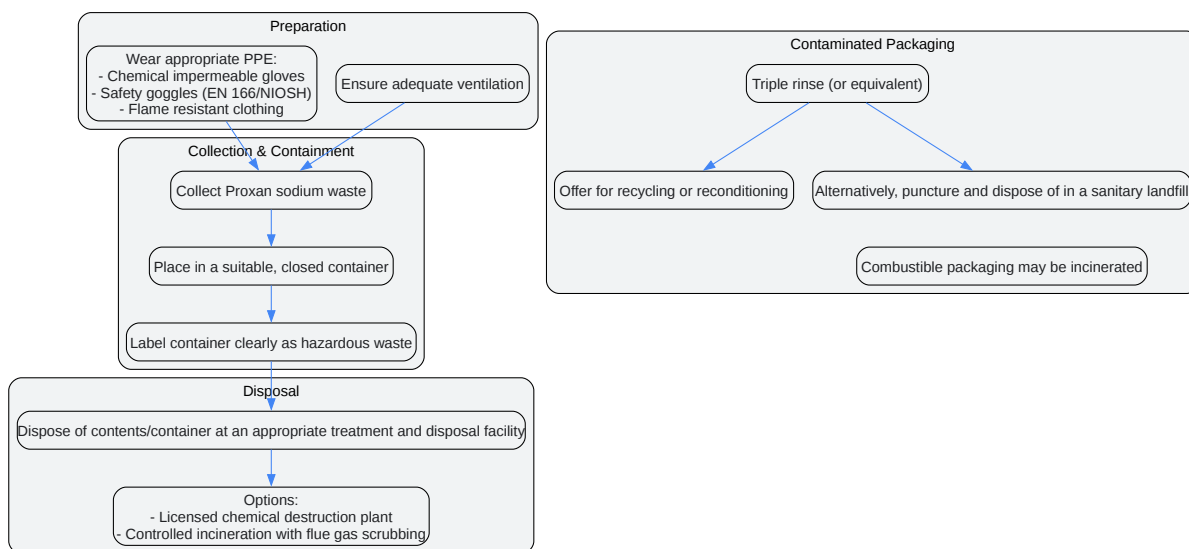 Preparation
Wear appropriate PPE:
- Chemical impermeable gloves
- Safety goggles (EN 166/NIOSH)
- Flame resistant clothing
Ensure adequate ventilation
Collection & Containment
Collect Proxan sodium waste
Place in a suitable, closed container
Label container clearly as hazardous waste
Disposal
Dispose of contents/container at an appropriate treatment and disposal facility
Options:
- Licensed chemical destruction plant
- Controlled incineration with flue gas scrubbing
Contaminated Packaging
Triple rinse (or equivalent)
Offer for recycling or reconditioning
Alternatively, puncture and dispose of in a sanitary landfill
Combustible packaging may be incinerated